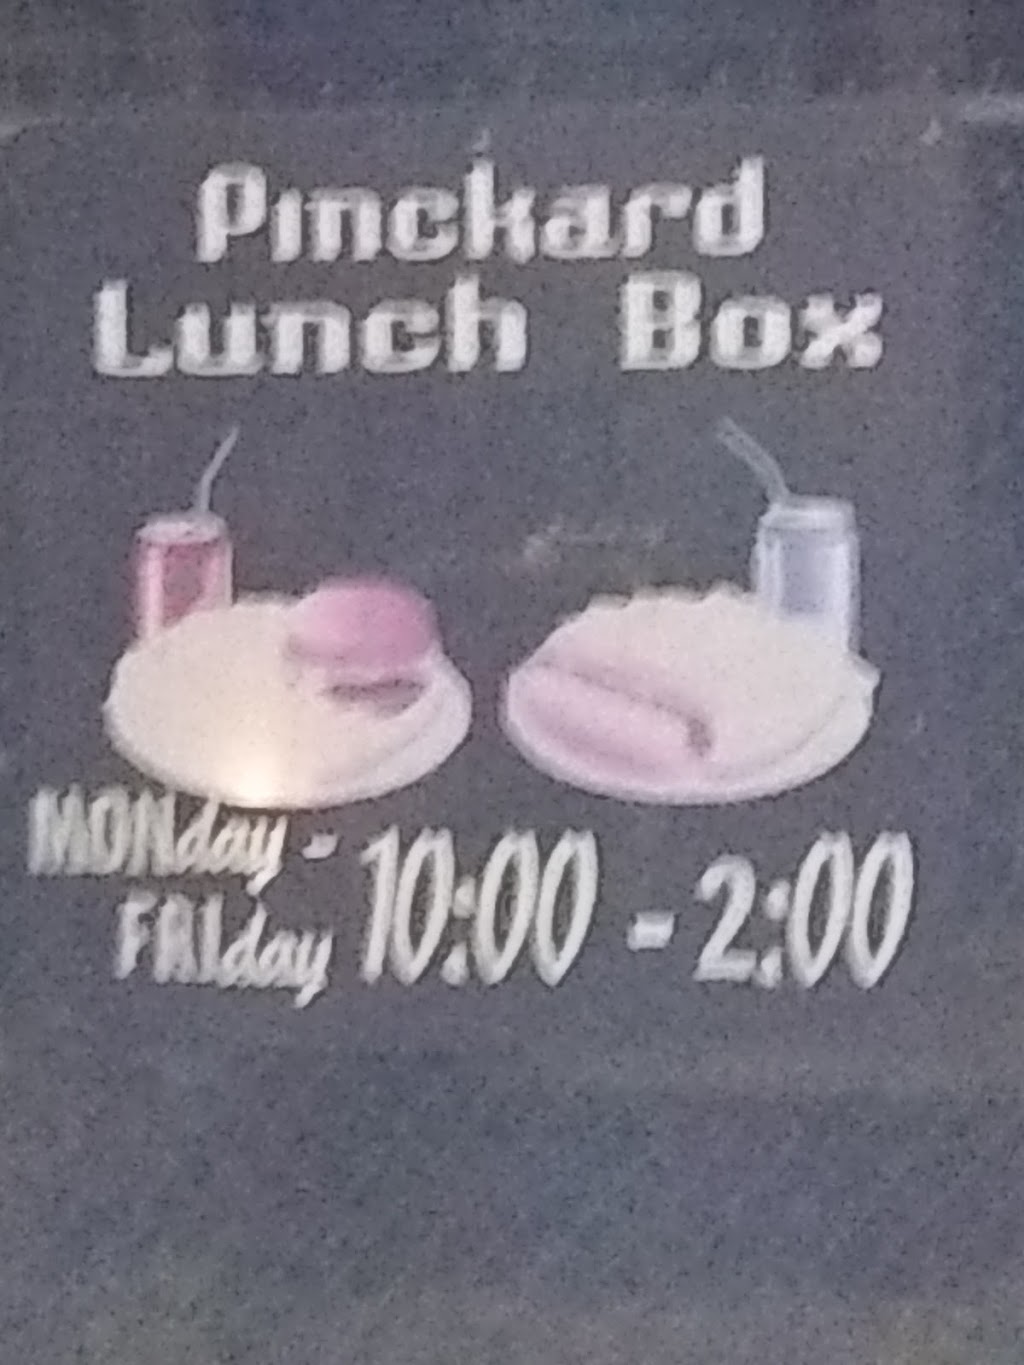 Pinckard
Lunch Box
MONday -
FRIday 10:00 - 2:00